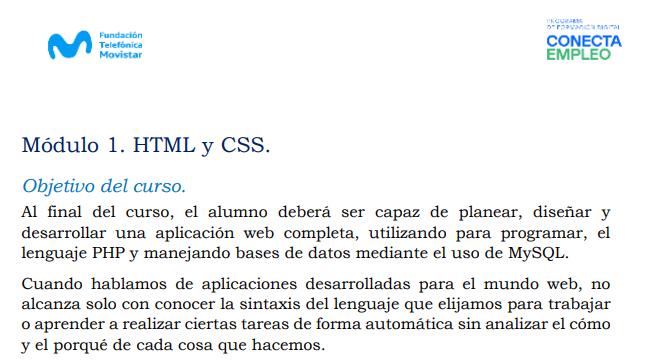 Fundación
Telefónica
Movistar
PROGRAMA
DE FORMACIÓN DIGITAL
CONECTA
EMPLEO
Módulo 1. HTML y CSS.
Objetivo del curso.
Al final del curso, el alumno deberá ser capaz de planear, diseñar y
desarrollar una aplicación web completa, utilizando para programar, el
lenguaje PHP y manejando bases de datos mediante el uso de MySQL.
Cuando hablamos de aplicaciones desarrolladas para el mundo web, no
alcanza solo con conocer la sintaxis del lenguaje que elijamos para trabajar
o aprender a realizar ciertas tareas de forma automática sin analizar el cómo
y el porqué de cada cosa que hacemos.